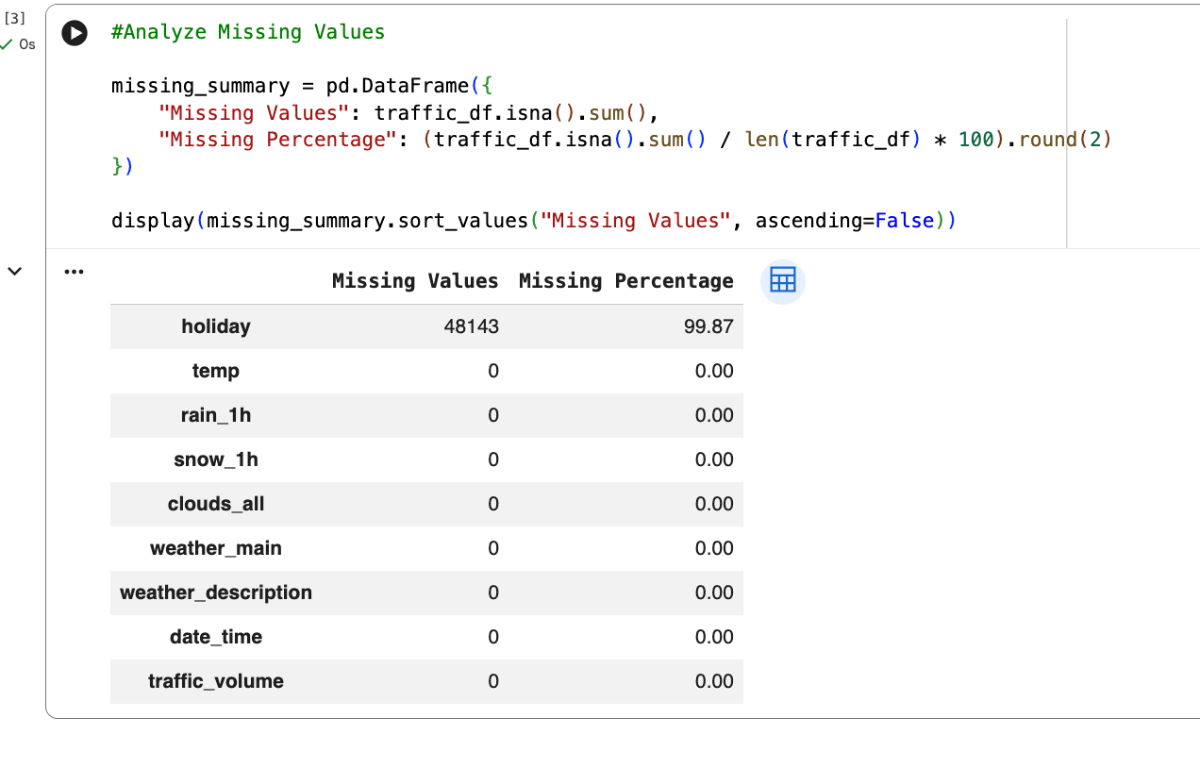 [3]
✓ 0s
#Analyze Missing Values
missing_summary = pd.DataFrame({
    "Missing Values": traffic_df.isna().sum(),
    "Missing Percentage": (traffic_df.isna().sum() / len(traffic_df) * 100).round(2)
})
display(missing_summary.sort_values("Missing Values", ascending=False))
...
Missing Values Missing Percentage
holiday 48143 99.87
temp 0 0.00
rain_1h 0 0.00
snow_1h 0 0.00
clouds_all 0 0.00
weather_main 0 0.00
weather_description 0 0.00
date_time 0 0.00
traffic_volume 0 0.00